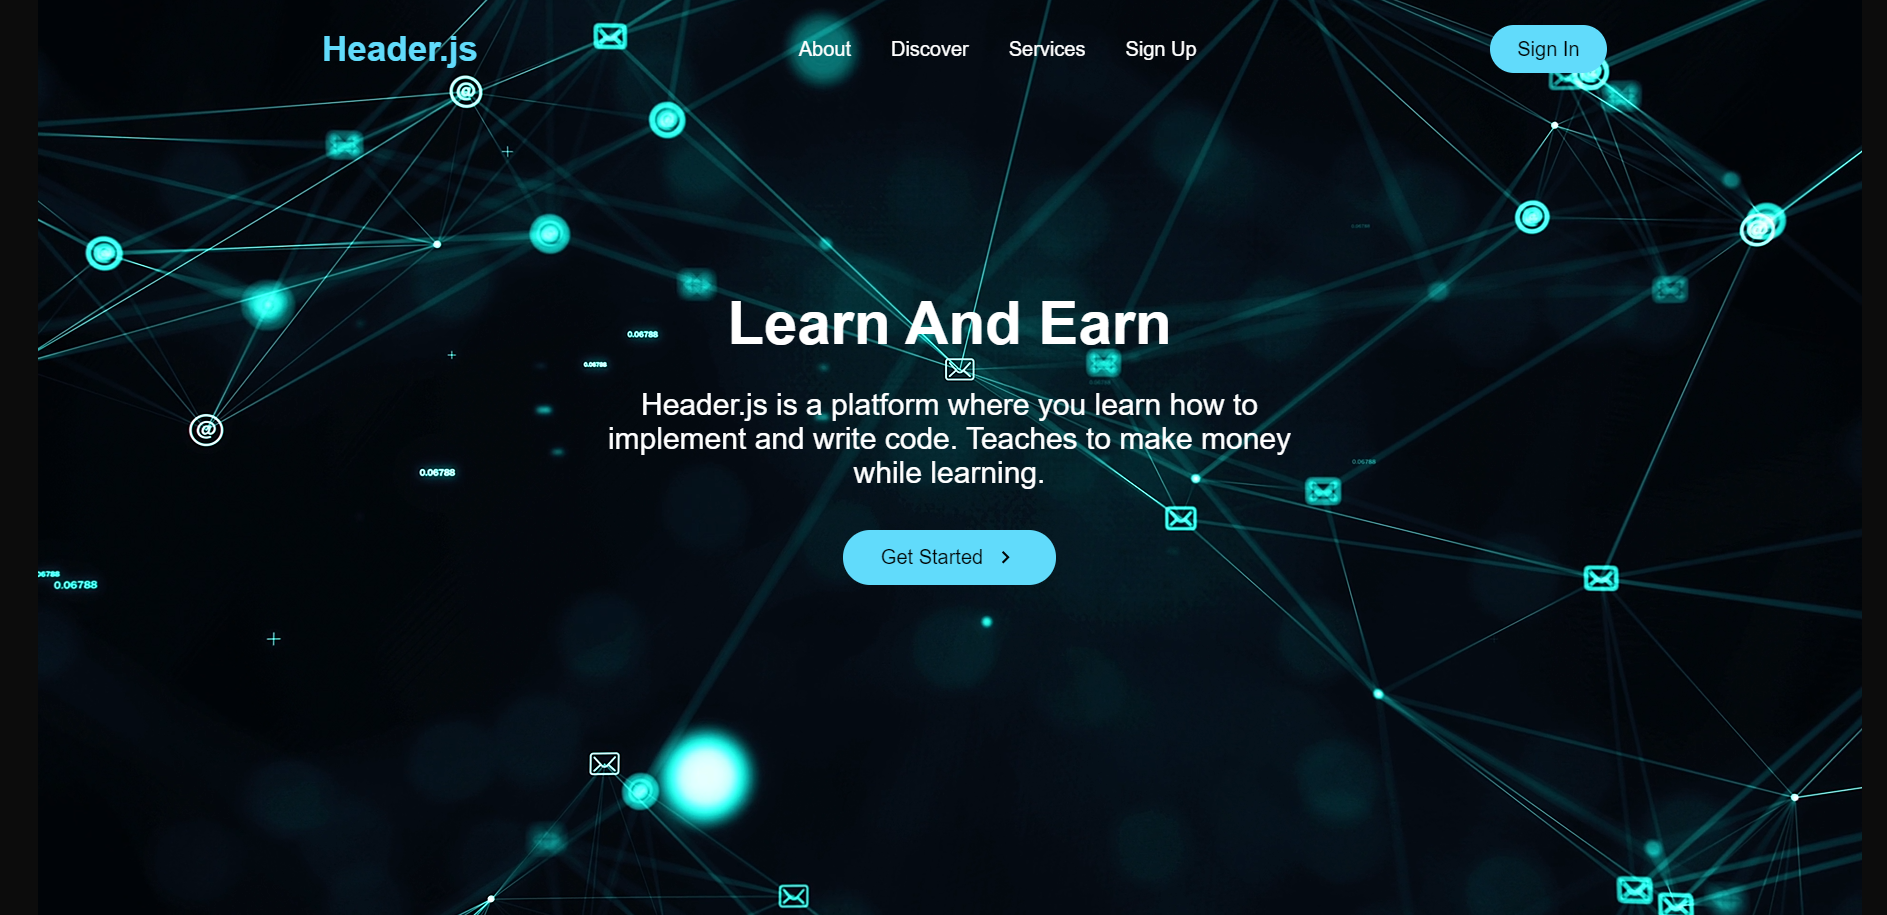 Header.js
About Discover Services Sign Up
Sign In
Learn And Earn
Header.js is a platform where you learn how to
implement and write code. Teaches to make money
while learning.
Get Started
0.06788
0.06788
0.06788
0.06788
0.06788
0.06788